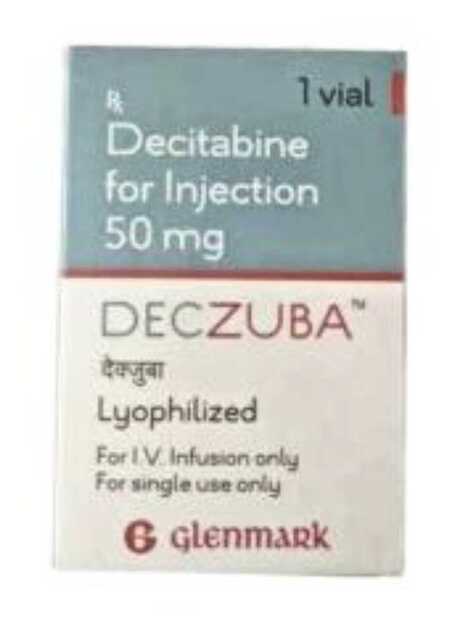 1 vial
℞
Decitabine
for Injection
50 mg
DECZUBA™
देक्जुबा
Lyophilized
For I.V. Infusion only
For single use only
G glenmark